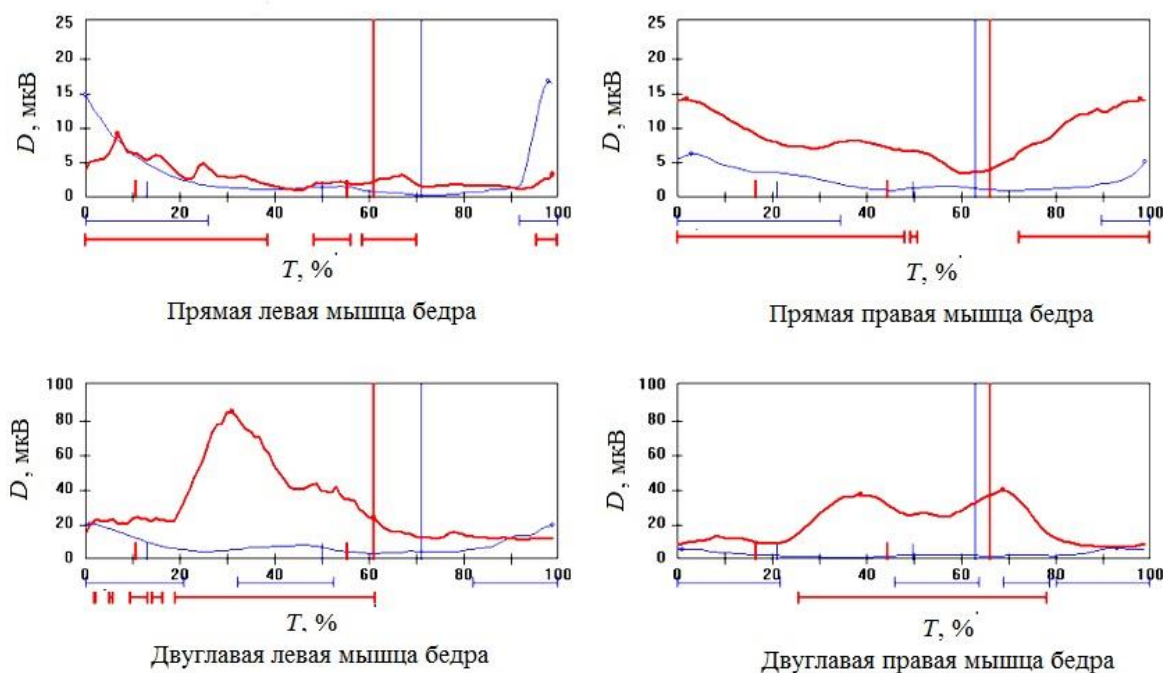 25
20
15
10
5
0
D, мкВ
0 20 40 60 80 100
T, %
Прямая левая мышца бедра
25
20
15
10
5
0
D, мкВ
0 20 40 60 80 100
T, %
Прямая правая мышца бедра
100
80
60
40
20
0
D, мкВ
0 20 40 60 80 100
T, %
Двуглавая левая мышца бедра
100
80
60
40
20
0
D, мкВ
0 20 40 60 80 100
T, %
Двуглавая правая мышца бедра